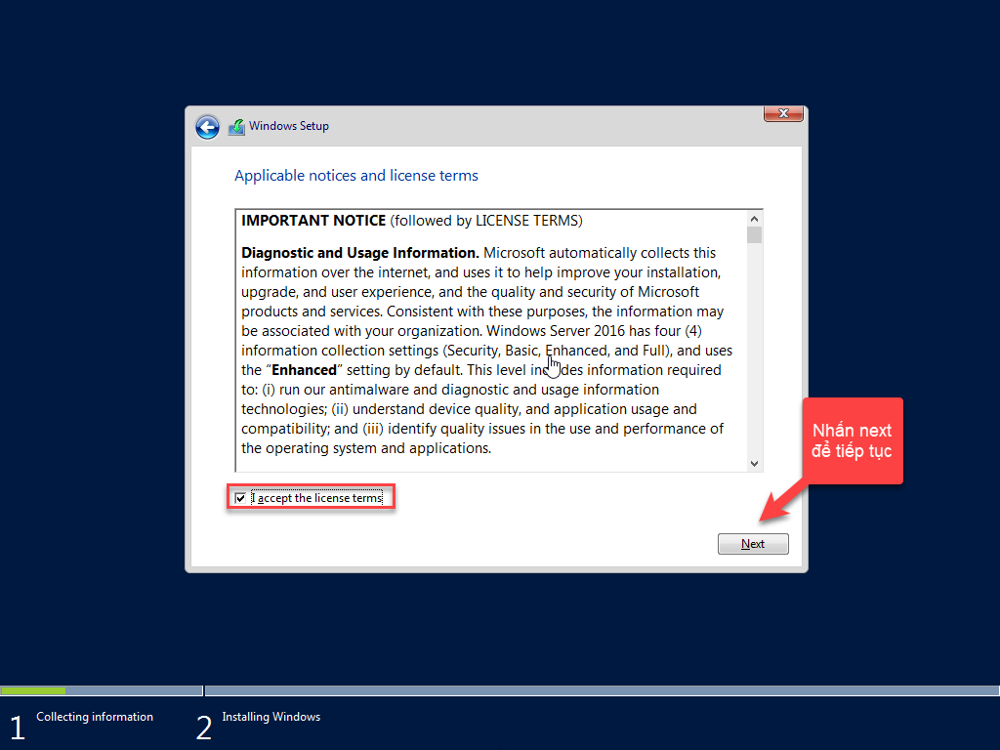 Windows Setup
Applicable notices and license terms
IMPORTANT NOTICE (followed by LICENSE TERMS)
Diagnostic and Usage Information. Microsoft automatically collects this
information over the internet, and uses it to help improve your installation,
upgrade, and user experience, and the quality and security of Microsoft
products and services. Consistent with these purposes, the information may
be associated with your organization. Windows Server 2016 has four (4)
information collection settings (Security, Basic, Enhanced, and Full), and uses
the “Enhanced” setting by default. This level includes information required
to: (i) run our antimalware and diagnostic and usage information
technologies; (ii) understand device quality, and application usage and
compatibility; and (iii) identify quality issues in the use and performance of
the operating system and applications.
Nhấn next
để tiếp tục
I accept the license terms
Next
1 Collecting information
2 Installing Windows